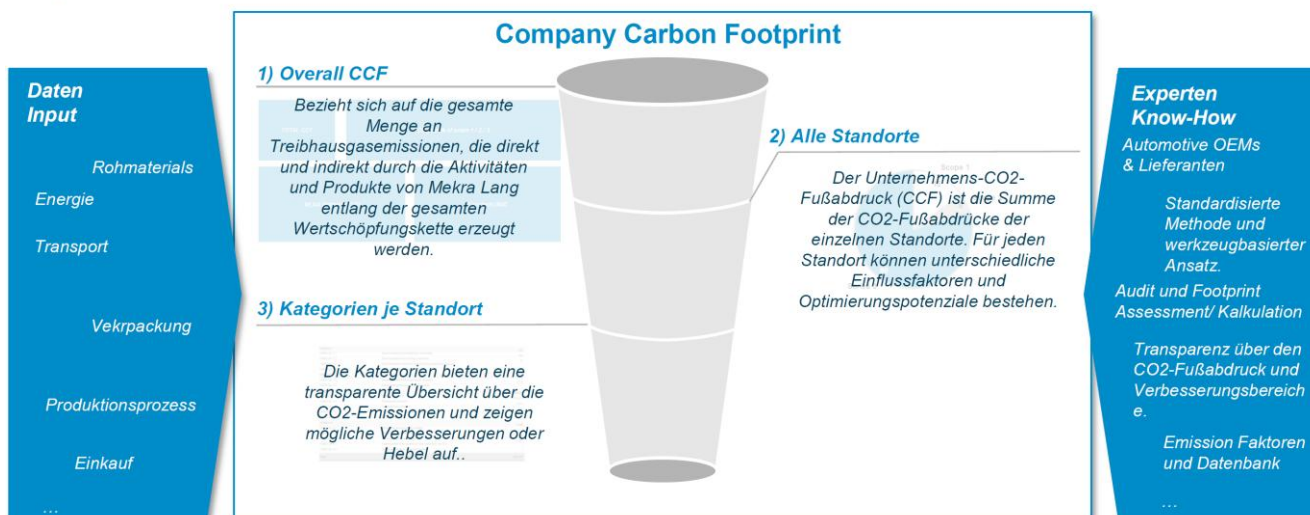 Company Carbon Footprint
Daten
Input
Rohmaterials
Energie
Transport
Vekrpackung
Produktionsprozess
Einkauf
...
1) Overall CCF
Bezieht sich auf die gesamte
Menge an
Treibhausgasemissionen, die direkt
und indirekt durch die Aktivitäten
und Produkte von Mekra Lang
entlang der gesamten
Wertschöpfungskette erzeugt
werden.
2) Alle Standorte
Scope 1
Der Unternehmens-CO2-
Fußabdruck (CCF) ist die Summe
der CO2-Fußabdrücke der
einzelnen Standorte. Für jeden
Standort können unterschiedliche
Einflussfaktoren und
Optimierungspotenziale bestehen.
3) Kategorien je Standort
Die Kategorien bieten eine
transparente Übersicht über die
CO2-Emissionen und zeigen
mögliche Verbesserungen oder
Hebel auf..
Experten
Know-How
Automotive OEMs
& Lieferanten
Standardisierte
Methode und
werkzeugbasierter
Ansatz.
Audit und Footprint
Assessment/ Kalkulation
Transparenz über den
CO2-Fußabdruck und
Verbesserungsbereich
e.
Emission Faktoren
und Datenbank
...